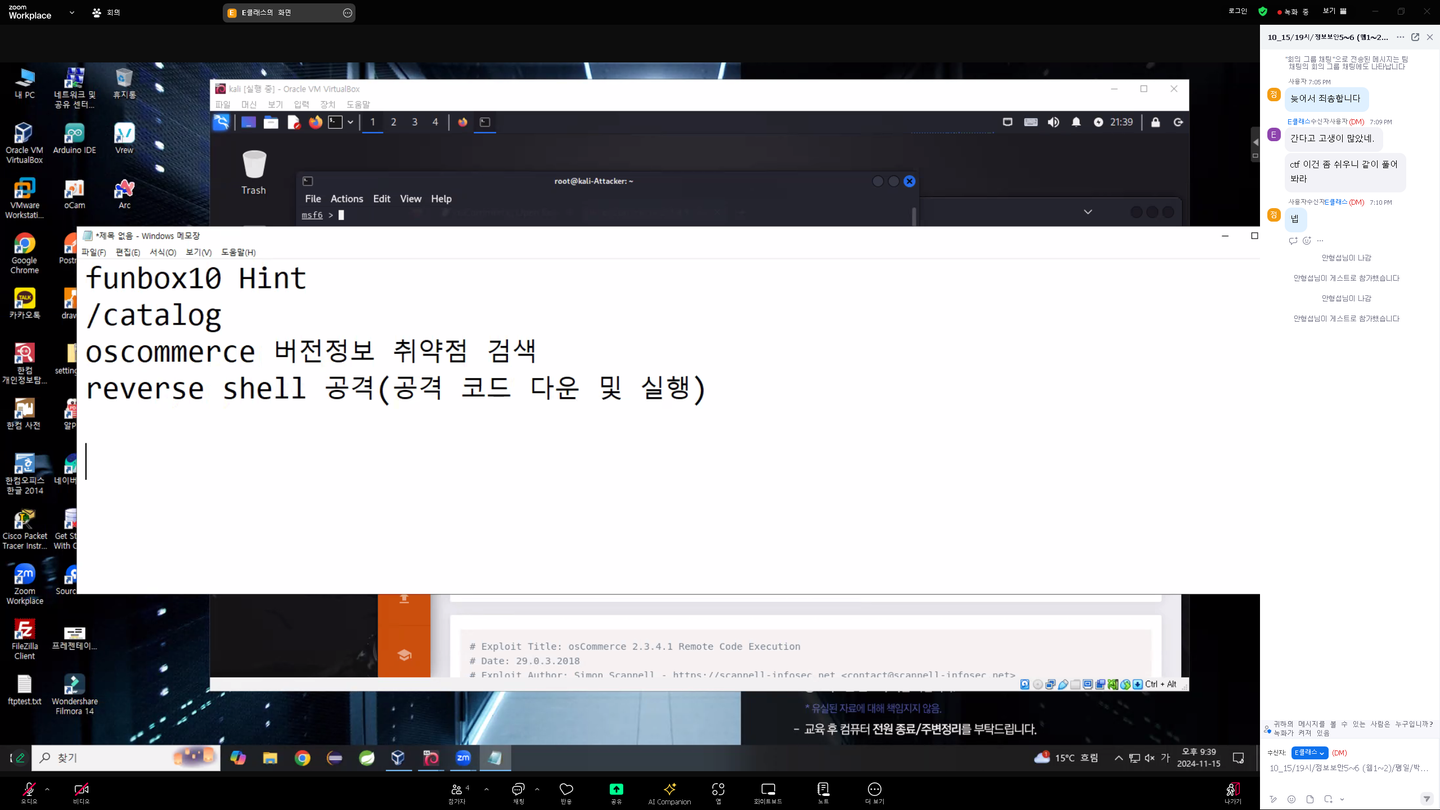 zoom
Workplace
회의
E클래스의 화면
로그인
녹화 중
보기
내 PC
네트워크 및
공유 센터...
휴지통
Oracle VM
VirtualBox
Arduino IDE
Vrew
VMware
Workstati...
oCam
Arc
Google
Chrome
Postr
카카오톡
draw
한컴
개인정보탐...
setting
한컴 사전
알P
한컴오피스
한글 2014
네이버
Cisco Packet
Tracer Instr...
Get St
With C
Zoom
Workplace
Sourc
FileZilla
Client
프레젠테이...
ftptest.txt
Wondershare
Filmora 14
kali [실행 중] - Oracle VM VirtualBox
파일 머신 보기 입력 장치 도움말
1 2 3 4
21:39
Trash
root@kali-Attacker: ~
File Actions Edit View Help
msf6 >
*제목 없음 - Windows 메모장
파일(F) 편집(E) 서식(O) 보기(V) 도움말(H)
funbox10 Hint
/catalog
oscommerce 버전정보 취약점 검색
reverse shell 공격(공격 코드 다운 및 실행)
# Exploit Title: osCommerce 2.3.4.1 Remote Code Execution
# Date: 29.0.3.2018
# Exploit Author: Simon Scannell - https://scannell-infosec.net <contact@scannell-infosec.net>
Ctrl + Alt
* 유실된 자료에 대해 책임지지 않음.
- 교육 후 컴퓨터 전원 종료/주변정리를 부탁드립니다.
찾기
15°C 흐림
가
오후 9:39
2024-11-15
10_15/19시/정보보안5~6 (웹1~2...
"회의 그룹 채팅"으로 전송된 메시지는 팀
채팅의 회의 그룹 채팅에도 나타납니다
사용자 7:05 PM
정
늦어서 죄송합니다
E클래스수신자사용자(DM) 7:09 PM
E
간다고 고생이 많았네.
ctf 이건 좀 쉬우니 같이 풀어
봐라
사용자수신자E클래스(DM) 7:10 PM
정
넵
안형섭님이 나감
안형섭님이 게스트로 참가했습니다
안형섭님이 나감
안형섭님이 게스트로 참가했습니다
귀하의 메시지를 볼 수 있는 사람은 누구입니까?
녹화가 켜져 있음
수신자: E클래스 (DM)
10_15/19시/정보보안5~6 (웹1~2)/평일/박...
오디오
비디오
4
참가자
채팅
반응
공유
AI Companion
앱
화이트보드
노트
더 보기
나가기